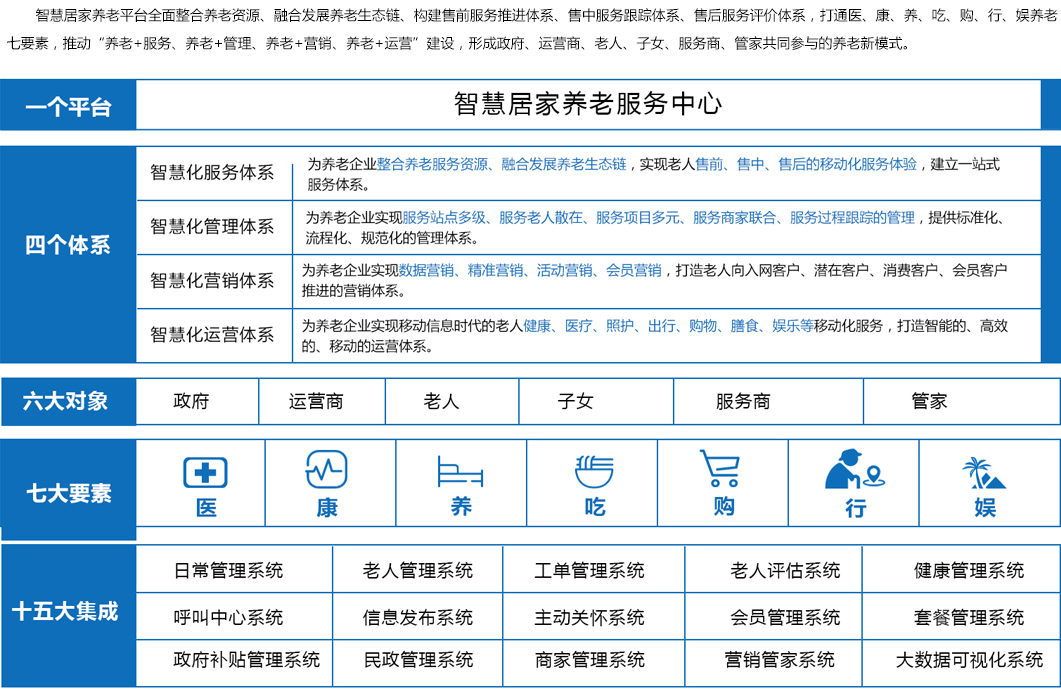 智慧居家养老平台全面整合养老资源、融合发展养老生态链、构建售前服务推进体系、售中服务跟踪体系、售后服务评价体系，打通医、康、养、吃、购、行、娱养老
七要素，推动“养老+服务、养老+管理、养老+营销、养老+运营”建设，形成政府、运营商、老人、子女、服务商、管家共同参与的养老新模式。
一个平台
智慧居家养老服务中心
四个体系
智慧化服务体系
为养老企业整合养老服务资源、融合发展养老生态链，实现老人售前、售中、售后的移动化服务体验，建立一站式
服务体系。
智慧化管理体系
为养老企业实现服务站点多级、服务老人散在、服务项目多元、服务商家联合、服务过程跟踪的管理，提供标准化、
流程化、规范化的管理体系。
智慧化营销体系
为养老企业实现数据营销、精准营销、活动营销、会员营销，打造老人向入网客户、潜在客户、消费客户、会员客户
推进的营销体系。
智慧化运营体系
为养老企业实现移动信息时代的老人健康、医疗、照护、出行、购物、膳食、娱乐等移动化服务，打造智能的、高效
的、移动的运营体系。
六大对象
政府
运营商
老人
子女
服务商
管家
七大要素
医
康
养
吃
购
行
娱
十五大集成
日常管理系统
老人管理系统
工单管理系统
老人评估系统
健康管理系统
呼叫中心系统
信息发布系统
主动关怀系统
会员管理系统
套餐管理系统
政府补贴管理系统
民政管理系统
商家管理系统
营销管家系统
大数据可视化系统